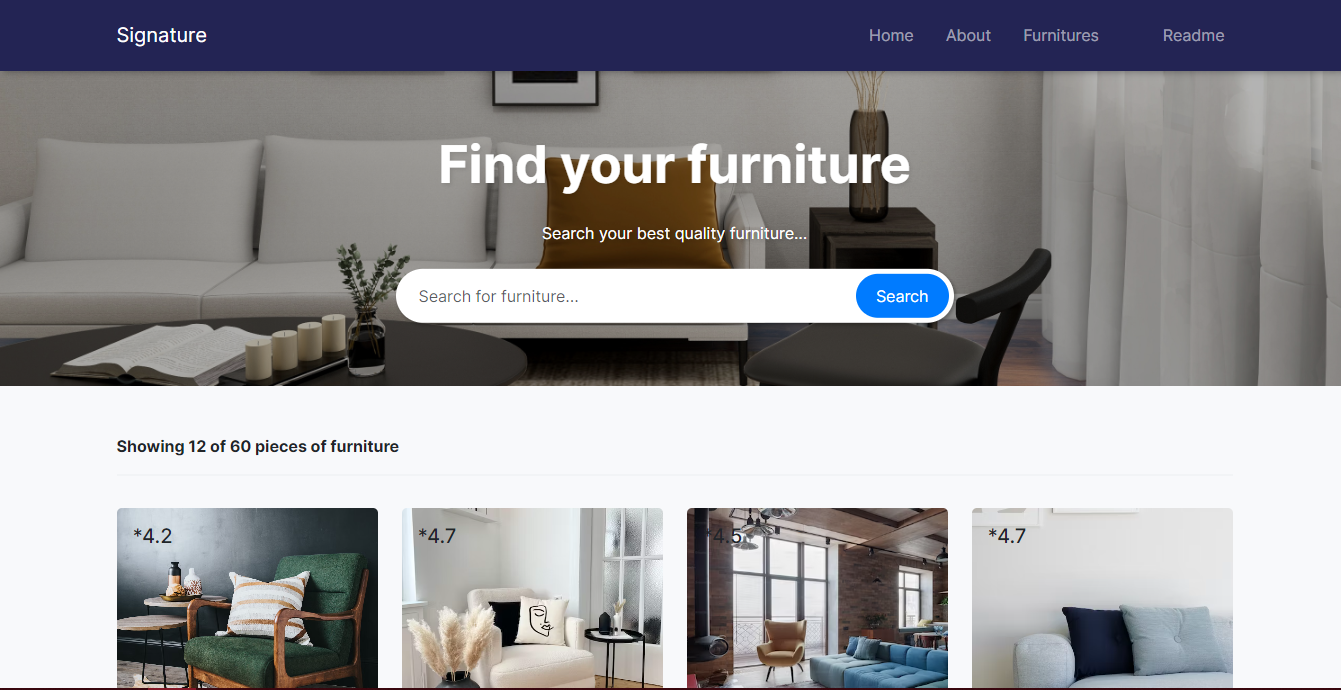 Signature
Home About Furnitures Readme
Find your furniture
Search your best quality furniture...
Search for furniture...
Search
Showing 12 of 60 pieces of furniture
*4.2 *4.7 *4.5 *4.7